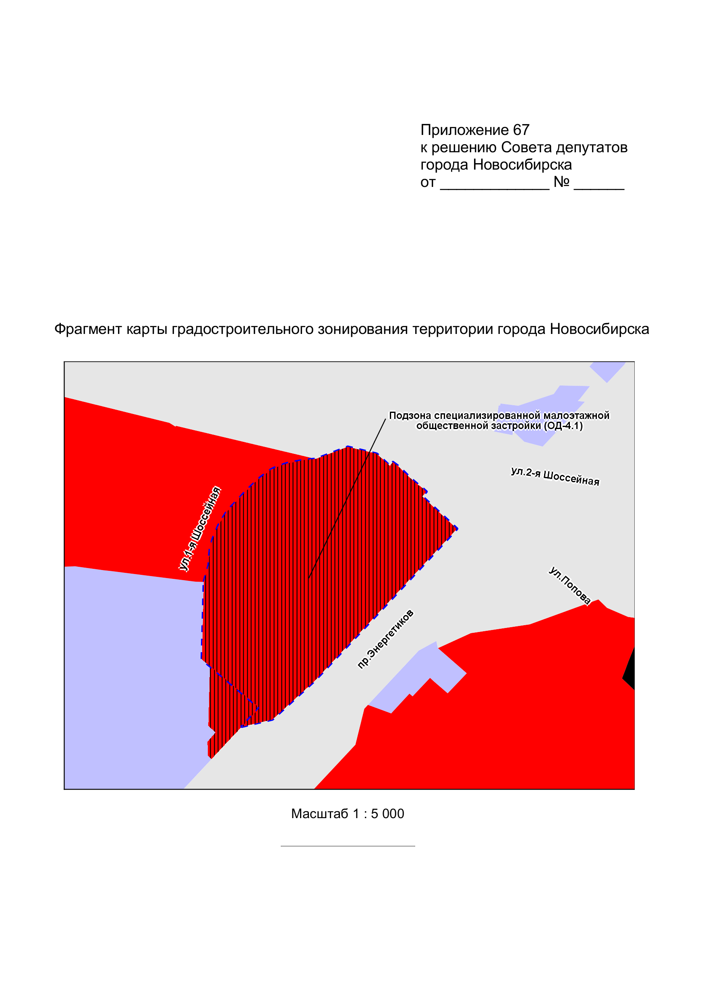 Приложение 67
к решению Совета депутатов
города Новосибирска
от _____________ № ______
Фрагмент карты градостроительного зонирования территории города Новосибирска
Подзона специализированной малоэтажной
общественной застройки (ОД-4.1)
ул.2-я Шоссейная
ул.1-я Шоссейная
ул.Попова
пр.Энергетиков
Масштаб 1 : 5 000